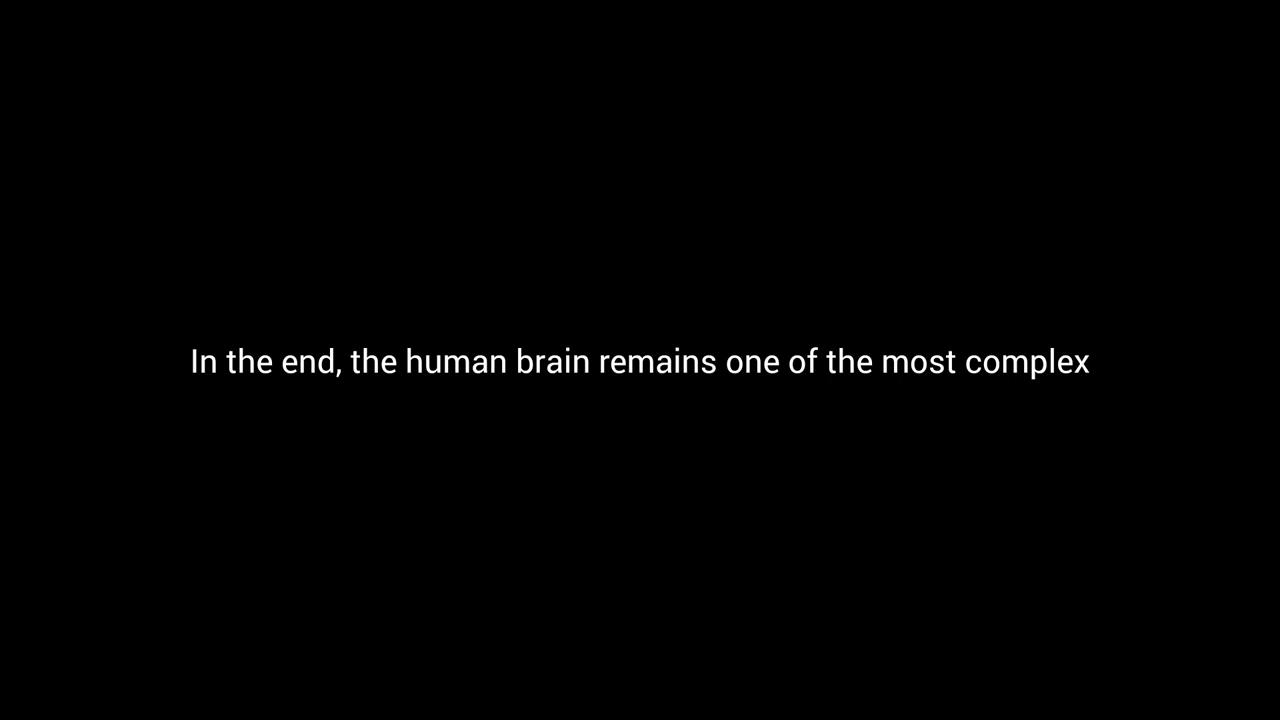 In the end, the human brain remains one of the most complex